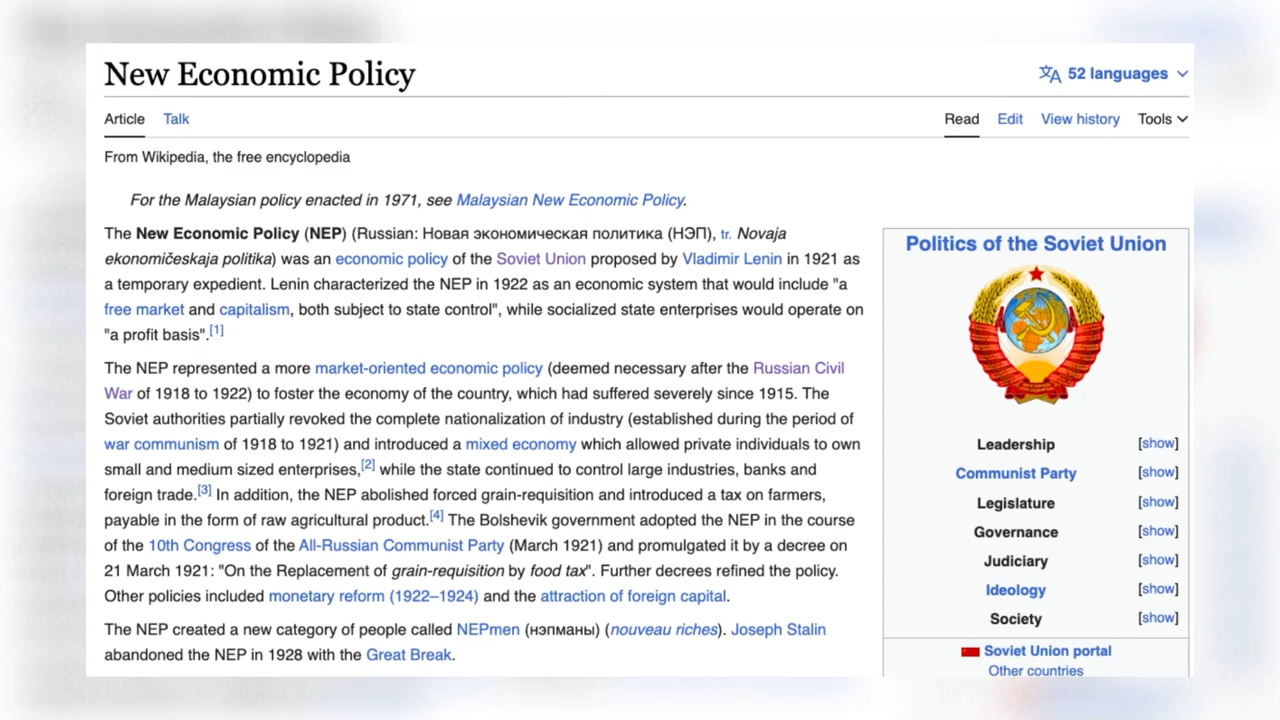 New Economic Policy
52 languages
Article Talk
Read Edit View history Tools
From Wikipedia, the free encyclopedia
For the Malaysian policy enacted in 1971, see Malaysian New Economic Policy.
The New Economic Policy (NEP) (Russian: Новая экономическая политика (НЭП), tr. Novaja
ekonomičeskaja politika) was an economic policy of the Soviet Union proposed by Vladimir Lenin in 1921 as
a temporary expedient. Lenin characterized the NEP in 1922 as an economic system that would include "a
free market and capitalism, both subject to state control", while socialized state enterprises would operate on
"a profit basis".[1]
The NEP represented a more market-oriented economic policy (deemed necessary after the Russian Civil
War of 1918 to 1922) to foster the economy of the country, which had suffered severely since 1915. The
Soviet authorities partially revoked the complete nationalization of industry (established during the period of
war communism of 1918 to 1921) and introduced a mixed economy which allowed private individuals to own
small and medium sized enterprises,[2] while the state continued to control large industries, banks and
foreign trade.[3] In addition, the NEP abolished forced grain-requisition and introduced a tax on farmers,
payable in the form of raw agricultural product.[4] The Bolshevik government adopted the NEP in the course
of the 10th Congress of the All-Russian Communist Party (March 1921) and promulgated it by a decree on
21 March 1921: "On the Replacement of grain-requisition by food tax". Further decrees refined the policy.
Other policies included monetary reform (1922–1924) and the attraction of foreign capital.
The NEP created a new category of people called NEPmen (нэпманы) (nouveau riches). Joseph Stalin
abandoned the NEP in 1928 with the Great Break.
Politics of the Soviet Union
Leadership [show]
Communist Party [show]
Legislature [show]
Governance [show]
Judiciary [show]
Ideology [show]
Society [show]
Soviet Union portal
Other countries